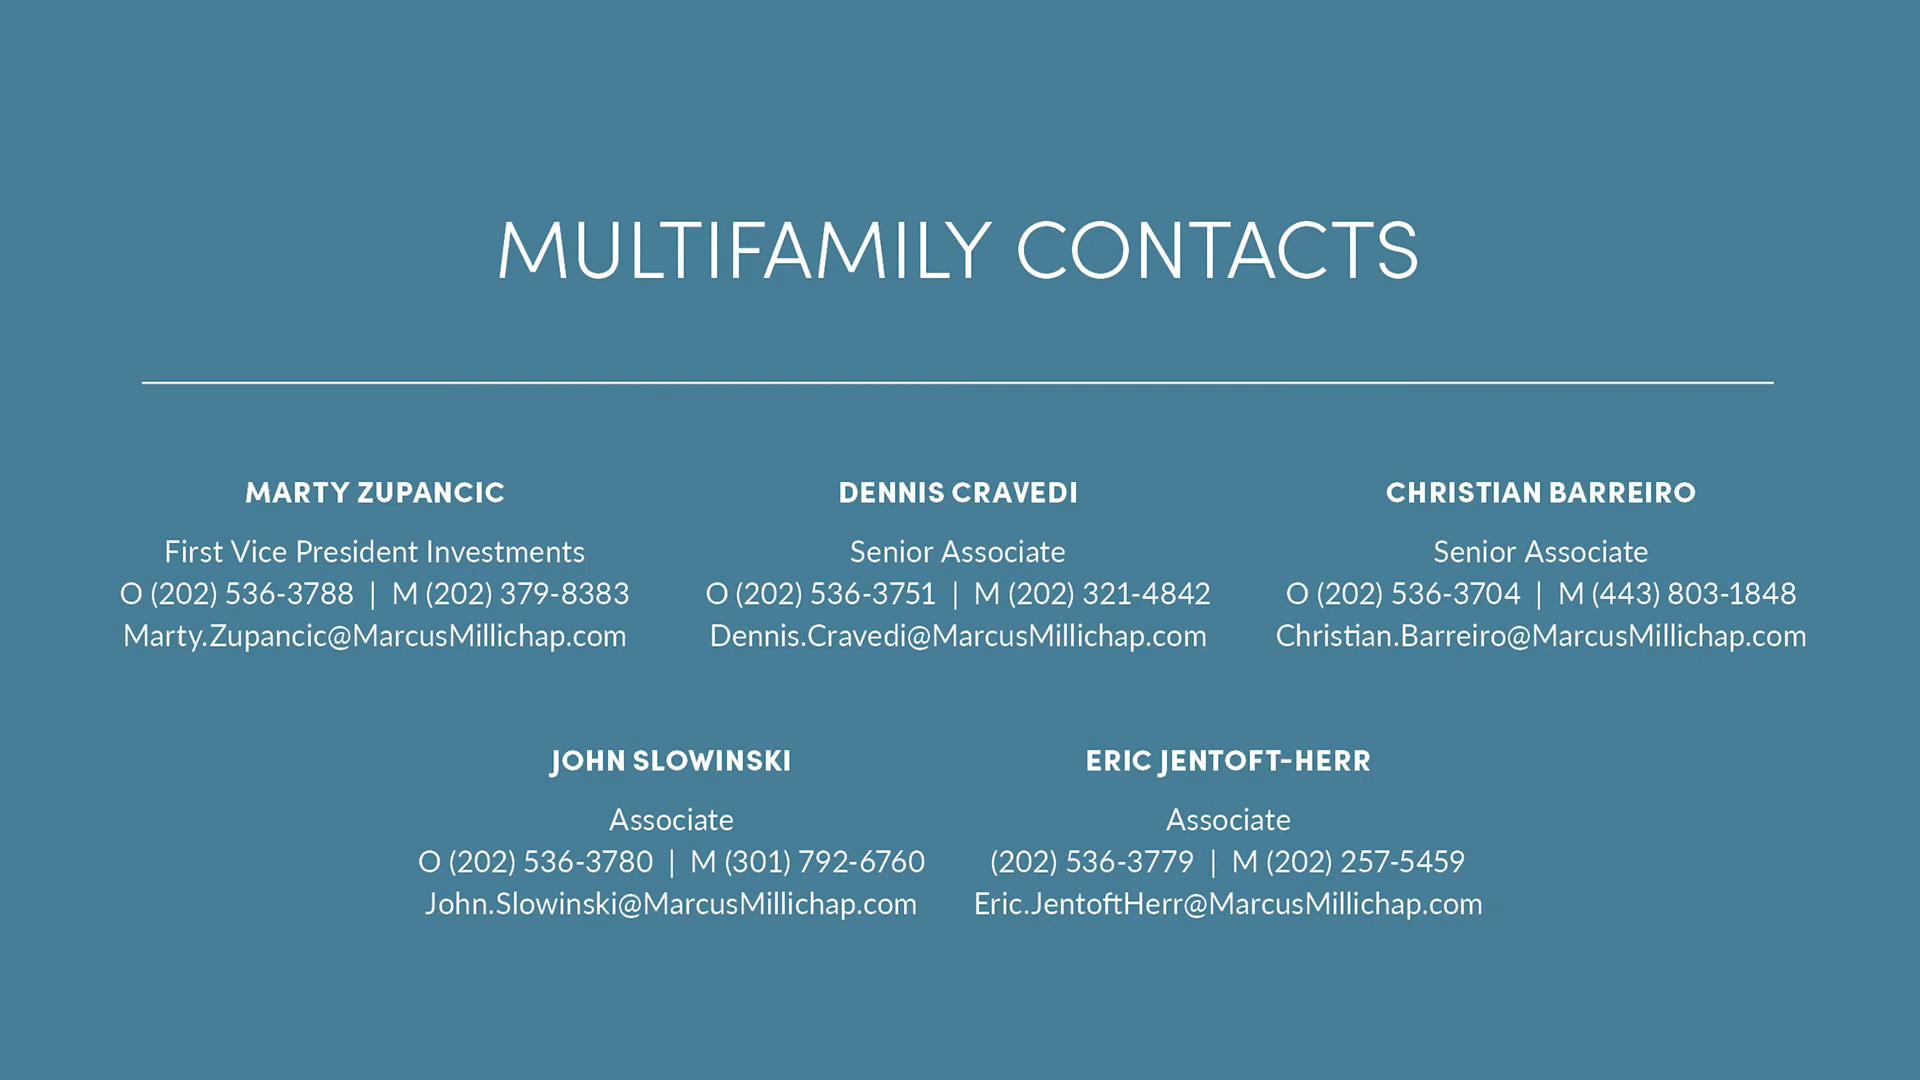 MULTIFAMILY CONTACTS
MARTY ZUPANCIC
First Vice President Investments
O (202) 536-3788 | M (202) 379-8383
Marty.Zupancic@MarcusMillichap.com
DENNIS CRAVEDI
Senior Associate
O (202) 536-3751 | M (202) 321-4842
Dennis.Cravedi@MarcusMillichap.com
CHRISTIAN BARREIRO
Senior Associate
O (202) 536-3704 | M (443) 803-1848
Christian.Barreiro@MarcusMillichap.com
JOHN SLOWINSKI
Associate
O (202) 536-3780 | M (301) 792-6760
John.Slowinski@MarcusMillichap.com
ERIC JENTOFT-HERR
Associate
(202) 536-3779 | M (202) 257-5459
Eric.JentoftHerr@MarcusMillichap.com